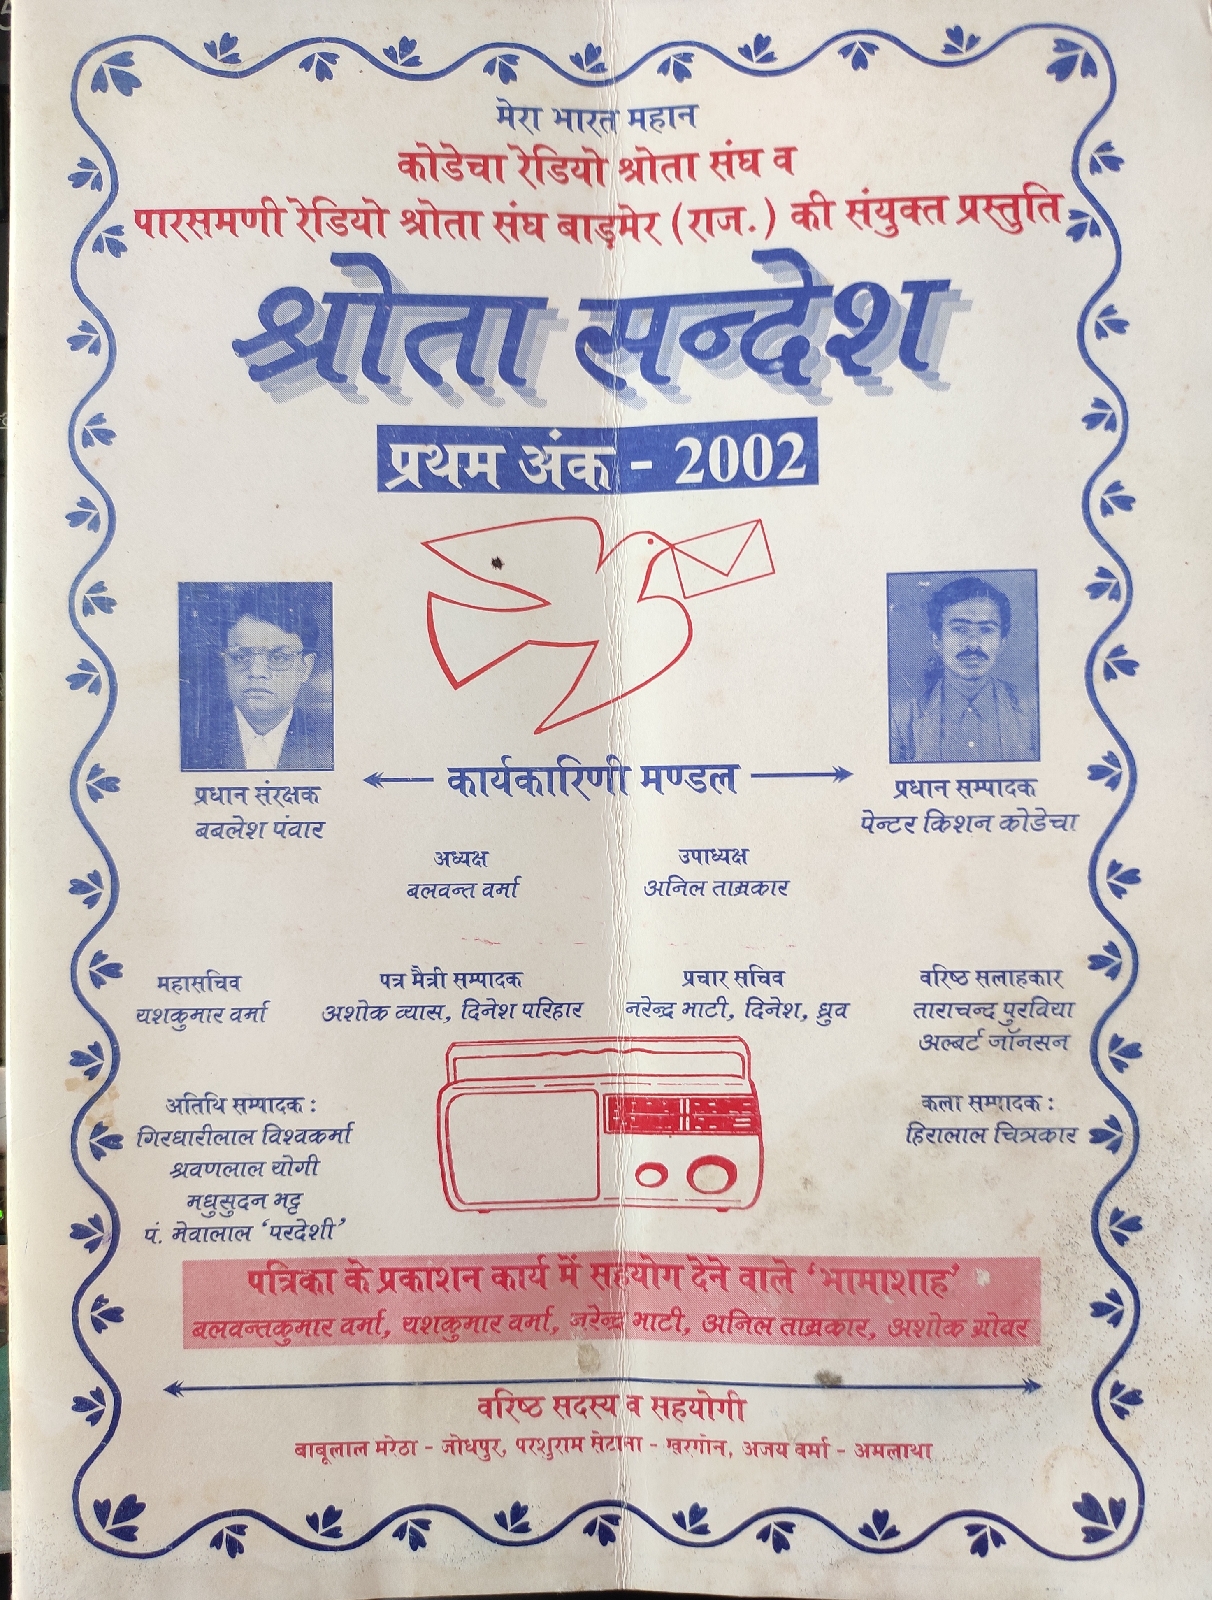 मेरा भारत महान
कोडेचा रेडियो श्रोता संघ व
पारसमणी रेडियो श्रोता संघ बाड़मेर (राज.) की संयुक्त प्रस्तुति
श्रोता सन्देश
प्रथम अंक - 2002
प्रधान संरक्षक
बबलेश पंवार
कार्यकारिणी मण्डल
प्रधान सम्पादक
पेन्टर किशन कोडेचा
अध्यक्ष
बलवन्त वर्मा
उपाध्यक्ष
अनिल ताम्रकार
महासचिव
यशकुमार वर्मा
पत्र मैत्री सम्पादक
अशोक व्यास, दिनेश परिहार
प्रचार सचिव
नरेन्द्र भाटी, दिनेश, ध्रुव
वरिष्ठ सलाहकार
ताराचन्द पुरविया
अल्बर्ट जॉनसन
अतिथि सम्पादक :
गिरधारीलाल विश्वकर्मा
श्रवणलाल योगी
मधुसुदन भट्ट
पं. मेवालाल ‘परदेशी’
कला सम्पादक :
हिरालाल चित्रकार
पत्रिका के प्रकाशन कार्य में सहयोग देने वाले ‘भामाशाह’
बलवन्तकुमार वर्मा, यशकुमार वर्मा, नरेन्द्र भाटी, अनिल ताम्रकार, अशोक ग्रोवर
वरिष्ठ सदस्य व सहयोगी
बाबूलाल मरेठा - जोधपुर, परशुराम सेटाना - खरगोन, अजय वर्मा - अमलाथा